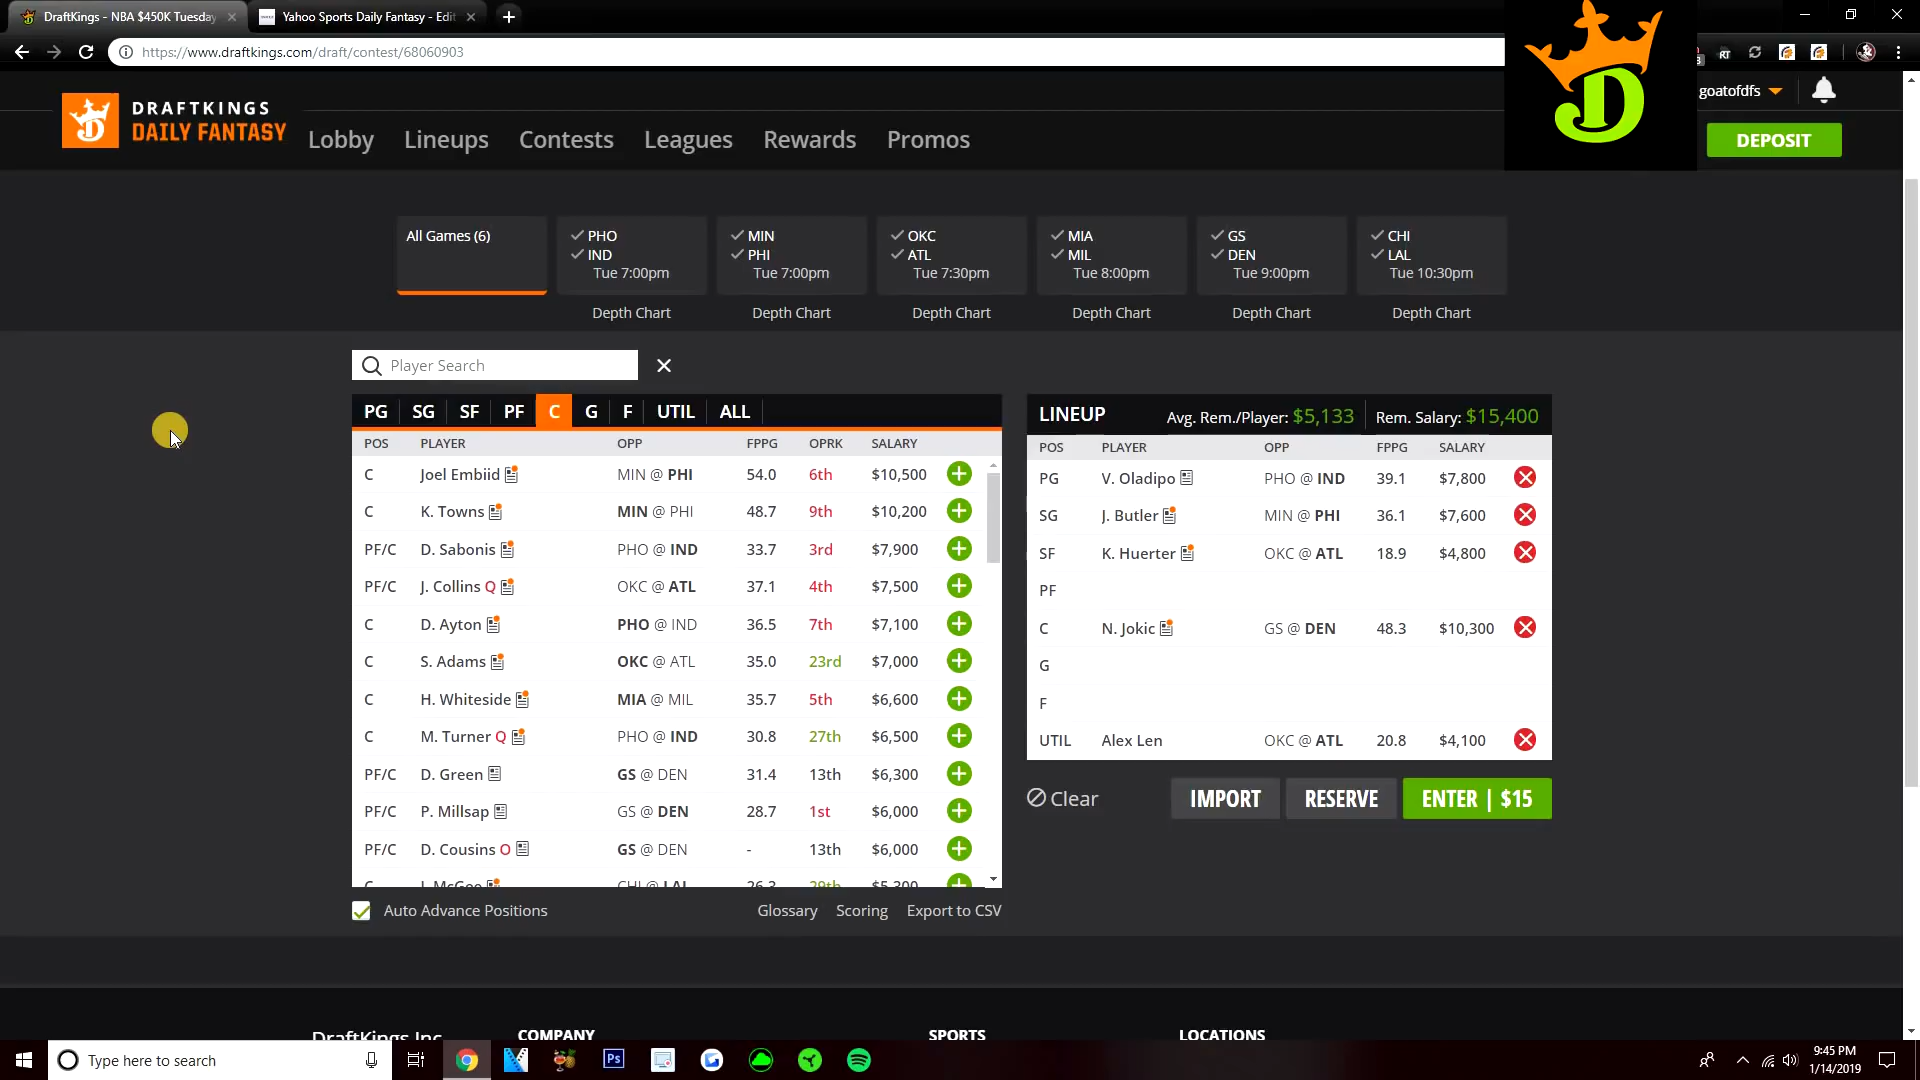 DraftKings - NBA $450K Tuesday
Yahoo Sports Daily Fantasy - Edit
https://www.draftkings.com/draft/contest/68060903
RT
D
goatofdfs
DRAFTKINGS
DAILY FANTASY
Lobby Lineups Contests Leagues Rewards Promos
DEPOSIT
All Games (6)
PHO
IND
Tue 7:00pm
MIN
PHI
Tue 7:00pm
OKC
ATL
Tue 7:30pm
MIA
MIL
Tue 8:00pm
GS
DEN
Tue 9:00pm
CHI
LAL
Tue 10:30pm
Depth Chart Depth Chart Depth Chart Depth Chart Depth Chart Depth Chart
Player Search
PG SG SF PF C G F UTIL ALL
POS PLAYER OPP FPPG OPRK SALARY
C Joel Embiid MIN @ PHI 54.0 6th $10,500
C K. Towns MIN @ PHI 48.7 9th $10,200
PF/C D. Sabonis PHO @ IND 33.7 3rd $7,900
PF/C J. Collins Q OKC @ ATL 37.1 4th $7,500
C D. Ayton PHO @ IND 36.5 7th $7,100
C S. Adams OKC @ ATL 35.0 23rd $7,000
C H. Whiteside MIA @ MIL 35.7 5th $6,600
C M. Turner Q PHO @ IND 30.8 27th $6,500
PF/C D. Green GS @ DEN 31.4 13th $6,300
PF/C P. Millsap GS @ DEN 28.7 1st $6,000
PF/C D. Cousins O GS @ DEN - 13th $6,000
C J. McGee CHI @ LAL 26.3 29th $5,300
Auto Advance Positions
Glossary Scoring Export to CSV
LINEUP Avg. Rem./Player: $5,133 Rem. Salary: $15,400
POS PLAYER OPP FPPG SALARY
PG V. Oladipo PHO @ IND 39.1 $7,800
SG J. Butler MIN @ PHI 36.1 $7,600
SF K. Huerter OKC @ ATL 18.9 $4,800
PF
C N. Jokic GS @ DEN 48.3 $10,300
G
F
UTIL Alex Len OKC @ ATL 20.8 $4,100
Clear IMPORT RESERVE ENTER | $15
DraftKings Inc. COMPANY SPORTS LOCATIONS
Type here to search
Ps
9:45 PM
1/14/2019